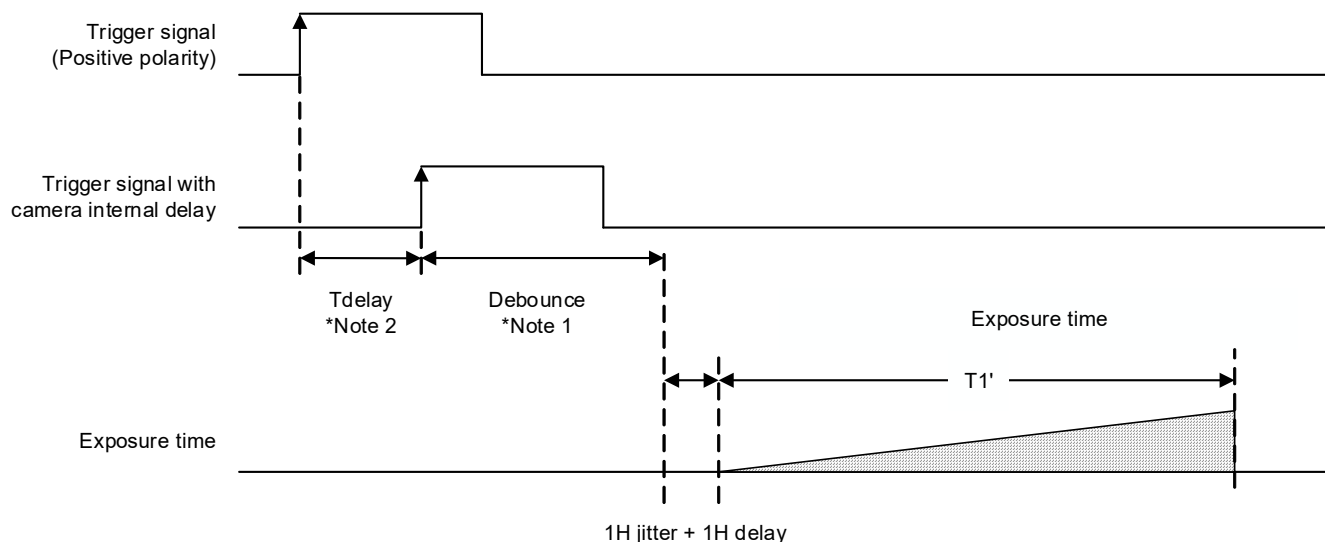 Trigger signal
(Positive polarity)
Trigger signal with
camera internal delay
Tdelay
*Note 2
Debounce
*Note 1
Exposure time
T1'
Exposure time
1H jitter + 1H delay